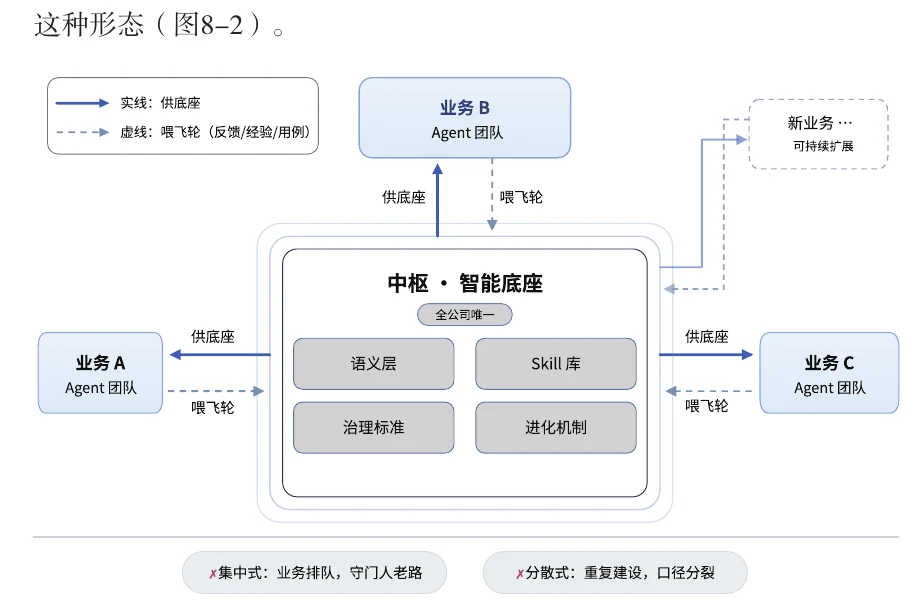 这种形态（图8-2）。
实线：供底座
虚线：喂飞轮（反馈/经验/用例）
业务 B
Agent 团队
新业务 …
可持续扩展
供底座
喂飞轮
中枢 · 智能底座
全公司唯一
语义层
Skill 库
治理标准
进化机制
供底座
业务 A
Agent 团队
喂飞轮
供底座
业务 C
Agent 团队
喂飞轮
✗集中式：业务排队，守门人老路
✗分散式：重复建设，口径分裂